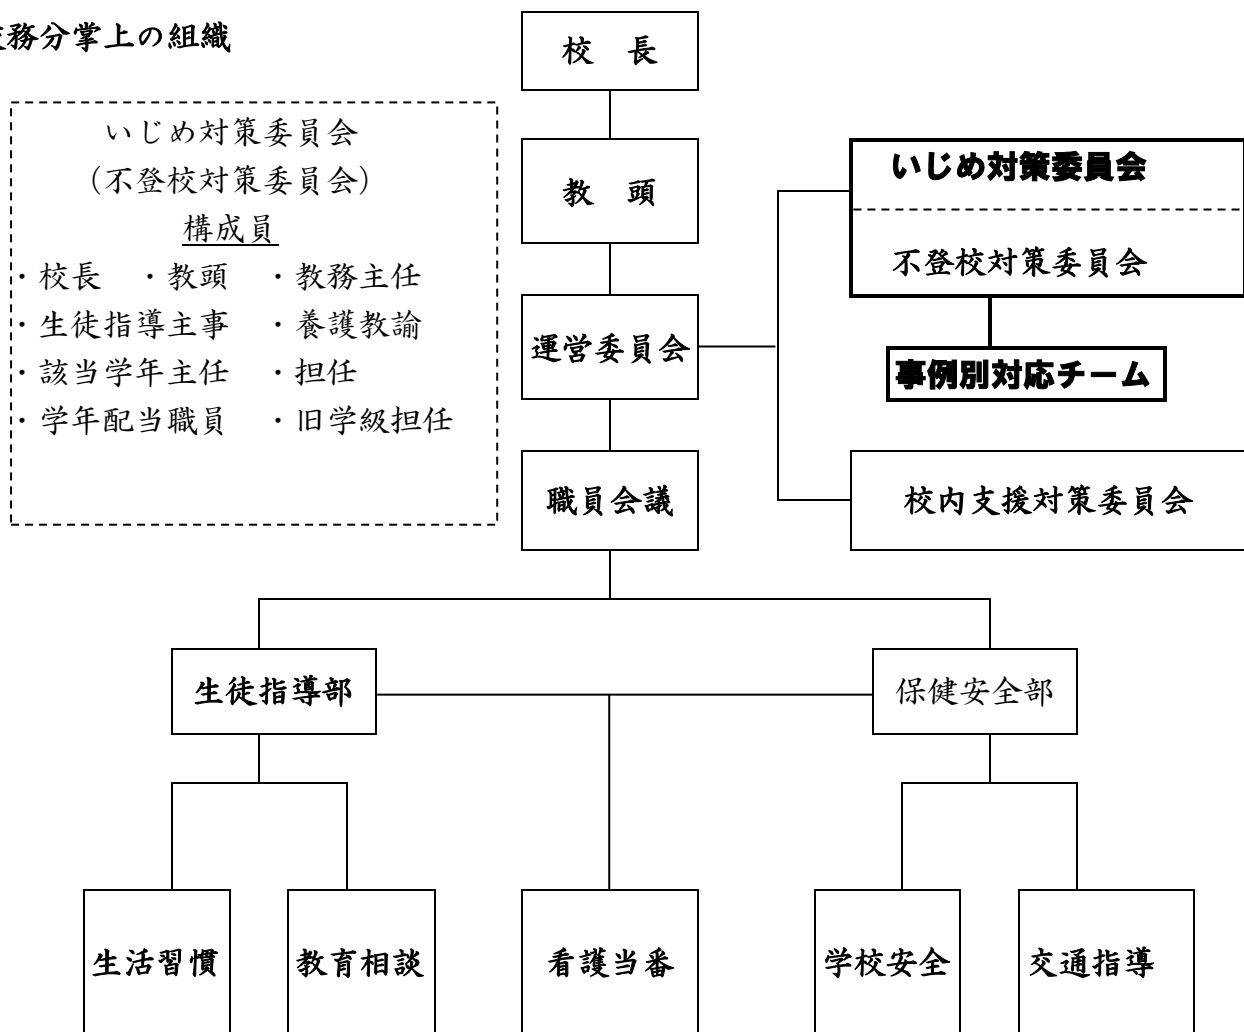 務分掌上の組織
校　長
いじめ対策委員会
（不登校対策委員会）
構成員
・校長　・教頭　・教務主任
・生徒指導主事　・養護教諭
・該当学年主任　・担任
・学年配当職員　・旧学級担任
教　頭
いじめ対策委員会
不登校対策委員会
運営委員会
事例別対応チーム
職員会議
校内支援対策委員会
生徒指導部
保健安全部
生活習慣
教育相談
看護当番
学校安全
交通指導